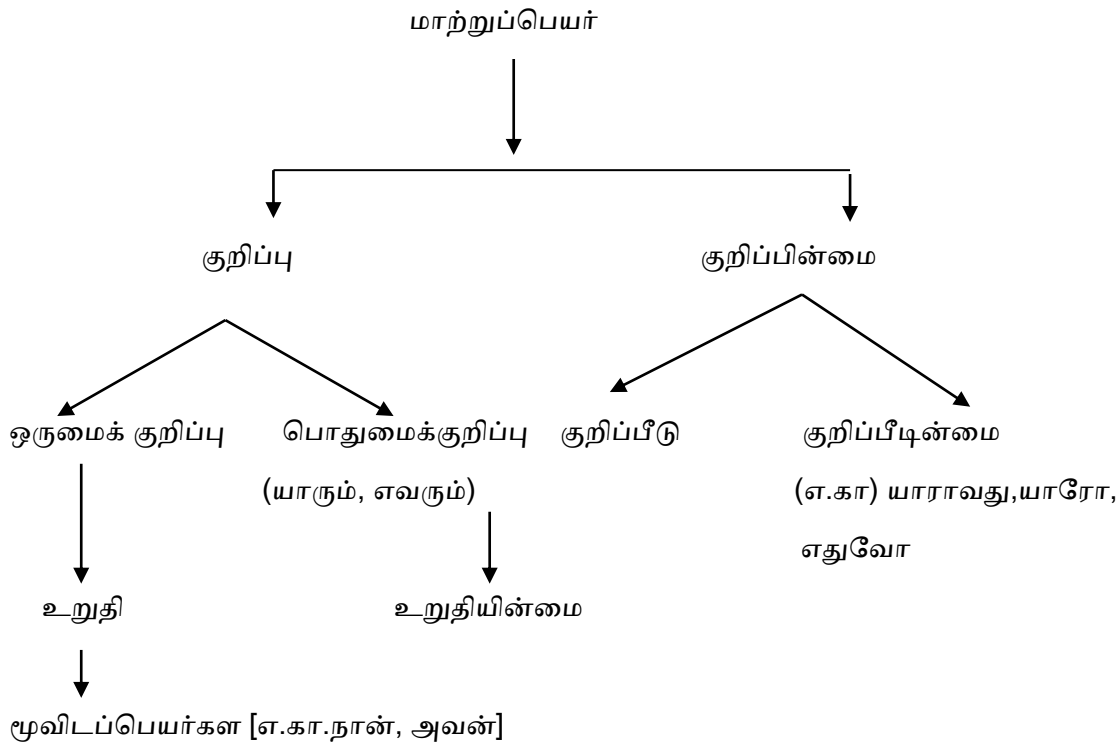 மாற்றுப்பெயர்
குறிப்பு குறிப்பின்மை
ஒருமைக் குறிப்பு பொதுமைக்குறிப்பு குறிப்பீடு குறிப்பீடின்மை
(யாரும், எவரும்) (எ.கா) யாராவது,யாரோ,
எதுவோ
உறுதி உறுதியின்மை
மூவிடப்பெயர்கள [எ.கா.நான், அவன்]